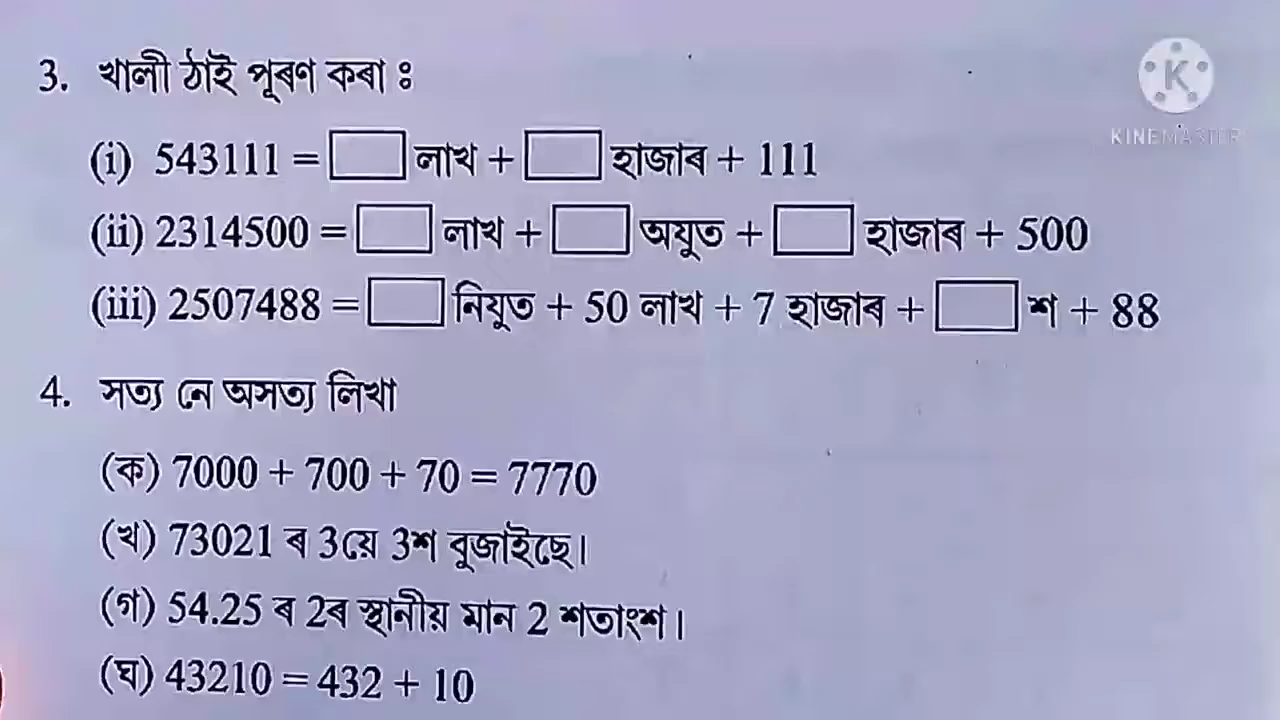 3. খালী ঠাই পূৰণ কৰা ঃ
KINEMASTER
(i) 543111 = লাখ + হাজাৰ + 111
(ii) 2314500 = লাখ + অযুত + হাজাৰ + 500
(iii) 2507488 = নিযুত + 50 লাখ + 7 হাজাৰ + শ + 88
4. সত্য নে অসত্য লিখা
(ক) 7000 + 700 + 70 = 7770
(খ) 73021 ৰ 3য়ে 3শ বুজাইছে।
(গ) 54.25 ৰ 2ৰ স্থানীয় মান 2 শতাংশ।
(ঘ) 43210 = 432 + 10